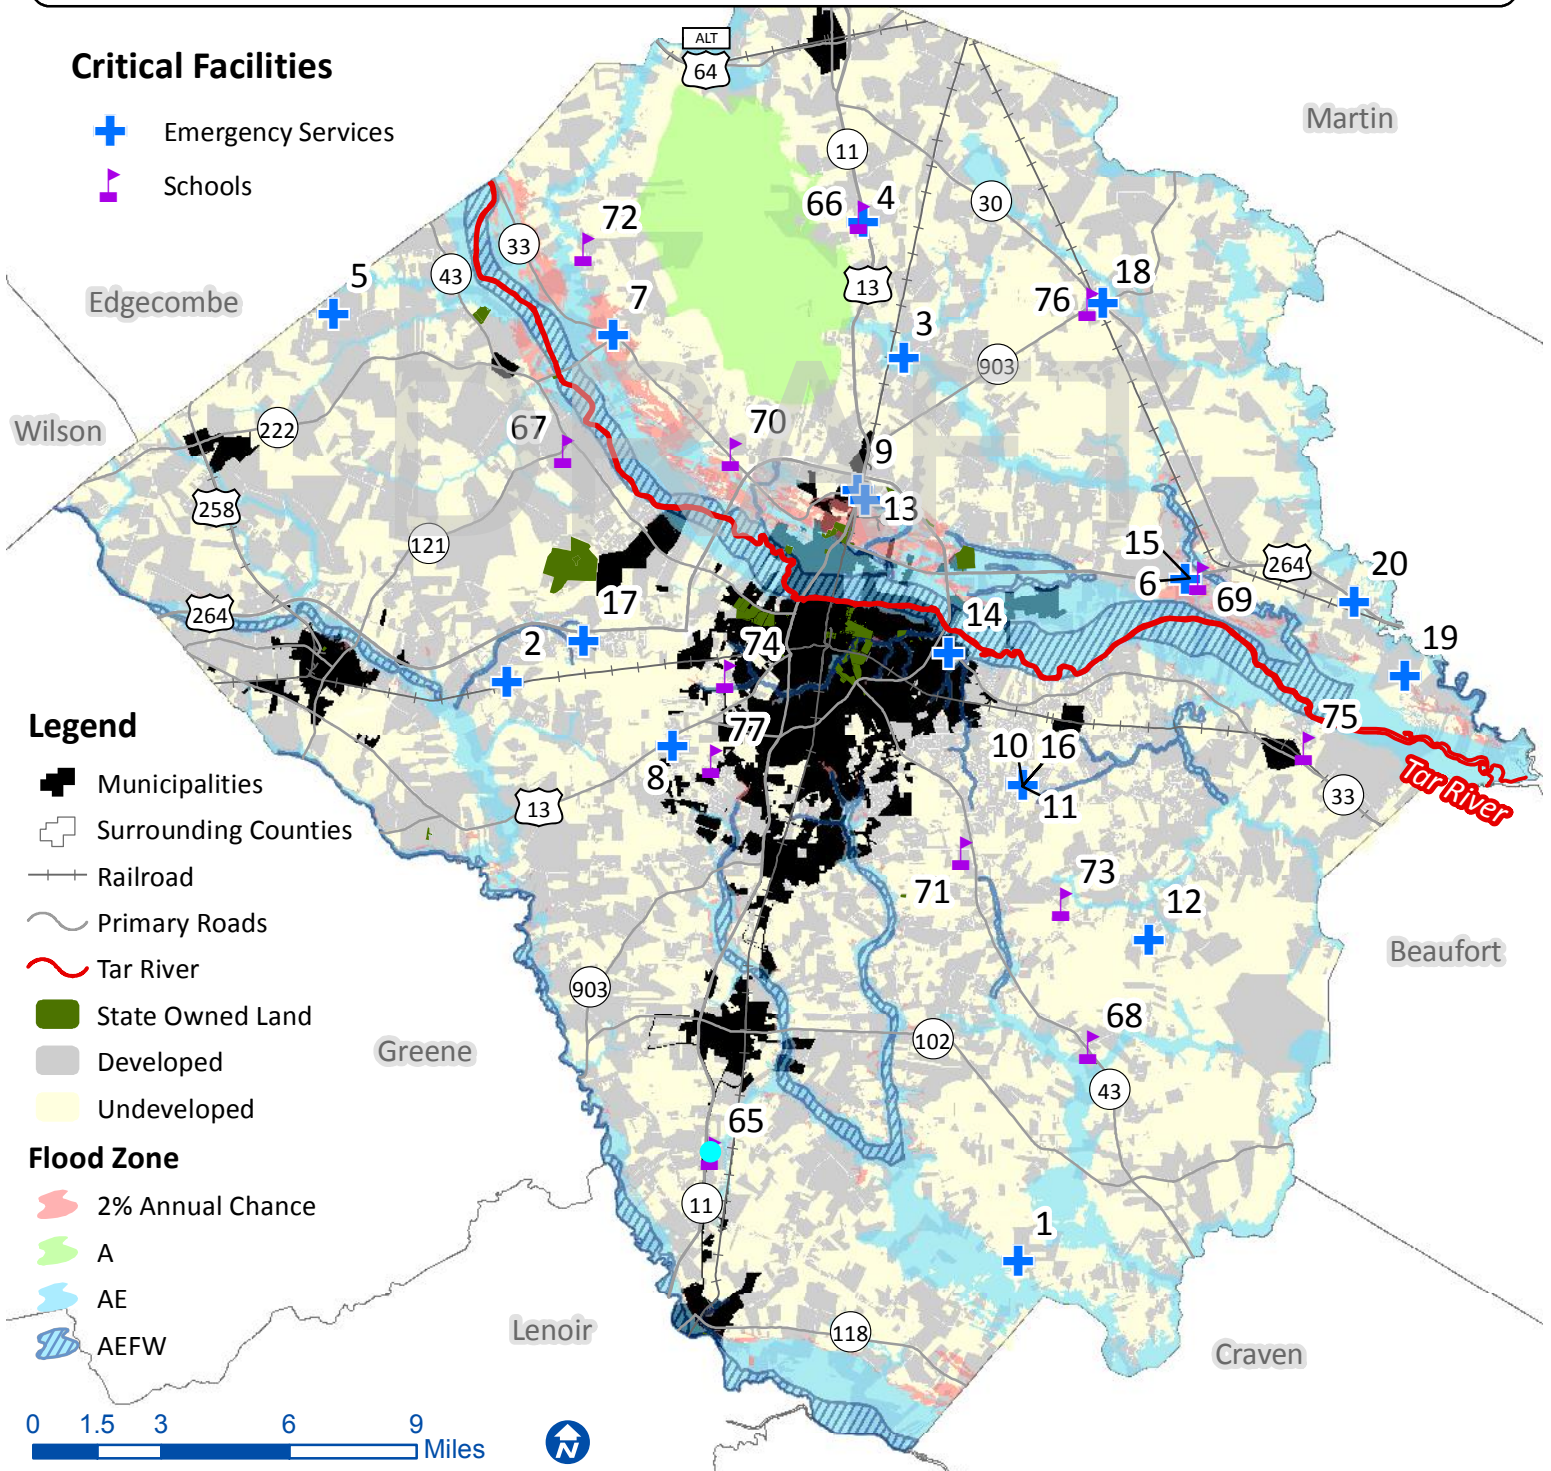 Critical Facilities
Emergency Services
Schools
ALT
64
Martin
11
66
4
30
72
33
43
5
7
13
18
76
Edgecombe
3
903
Wilson
222
67
70
9
13
258
121
15
6
264
20
69
17
14
264
2
74
19
75
Legend
77
10
16
8
11
13
33
Tar River
Municipalities
Surrounding Counties
Railroad
Primary Roads
Tar River
State Owned Land
Developed
Undeveloped
71
73
12
Beaufort
903
Greene
102
68
43
65
Flood Zone
2% Annual Chance
A
AE
AEFW
11
1
Lenoir
118
Craven
0 1.5 3 6 9
Miles
N
DRAFT